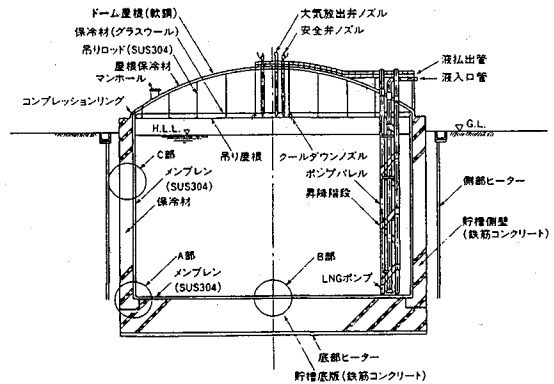 ドーム屋根(軟鋼)
保冷材(グラスウール)
吊りロッド(SUS304)
屋根保冷材
マンホール
コンプレッションリング
大気放出弁ノズル
安全弁ノズル
液払出管
液入口管
H.L.L.
G.L.
吊り屋根
クールダウンノズル
ポンプバレル
昇降階段
C部
メンブレン
(SUS304)
保冷材
側部ヒーター
貯槽側壁
(鉄筋コンクリート)
A部
メンブレン
(SUS304)
B部
LNGポンプ
底部ヒーター
貯槽底版(鉄筋コンクリート)